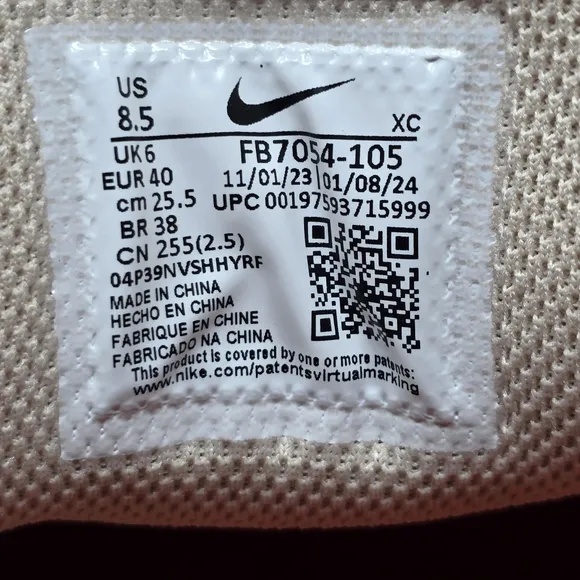 US
8.5
XC
UK6 FB7054-105
EUR 40 11/01/23 | 01/08/24
cm 25.5 UPC 00197593715999
BR 38
CN 255(2.5)
04P39NVSHHYRF
MADE IN CHINA
HECHO EN CHINA
FABRIQUE EN CHINE
FABRICADO NA CHINA
This product is covered by one or more patents:
www.nike.com/patentsvirtualmarking